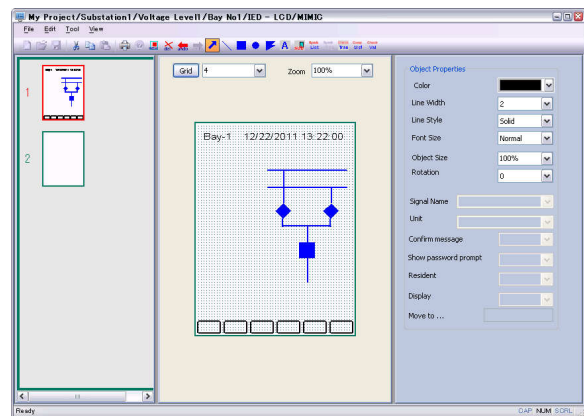 My Project/Substation1/Voltage Level1/Bay No1/IED - LCD/MIMIC
File Edit Tool View
Grid 4 Zoom 100%
1
2
Bay-1 12/22/2011 13:22:00
Object Properties
Color
Line Width 2
Line Style Solid
Font Size Normal
Object Size 100%
Rotation 0
Signal Name
Unit
Confirm message
Show password prompt
Resident
Display
Move to ...
Ready CAP NUM SCRL